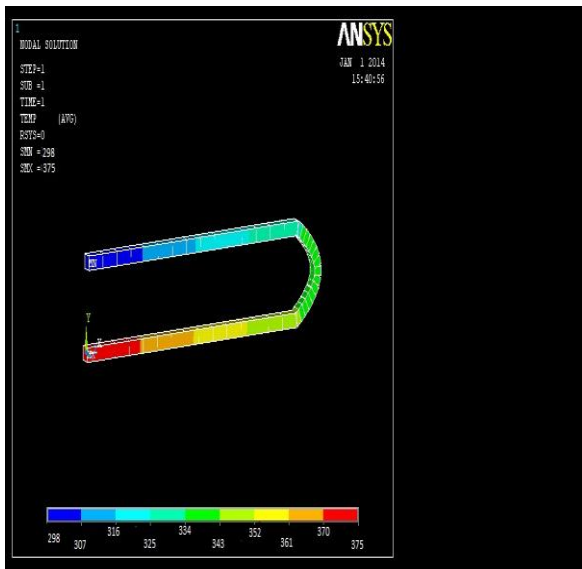 1
NODAL SOLUTION
STEP=1
SUB =1
TIME=1
TEMP (AVG)
RSYS=0
SMN =298
SMX =375
ANSYS
JAN 1 2014
15:40:56
MN
Y
X
298 316 334 352 370
307 325 343 361 375